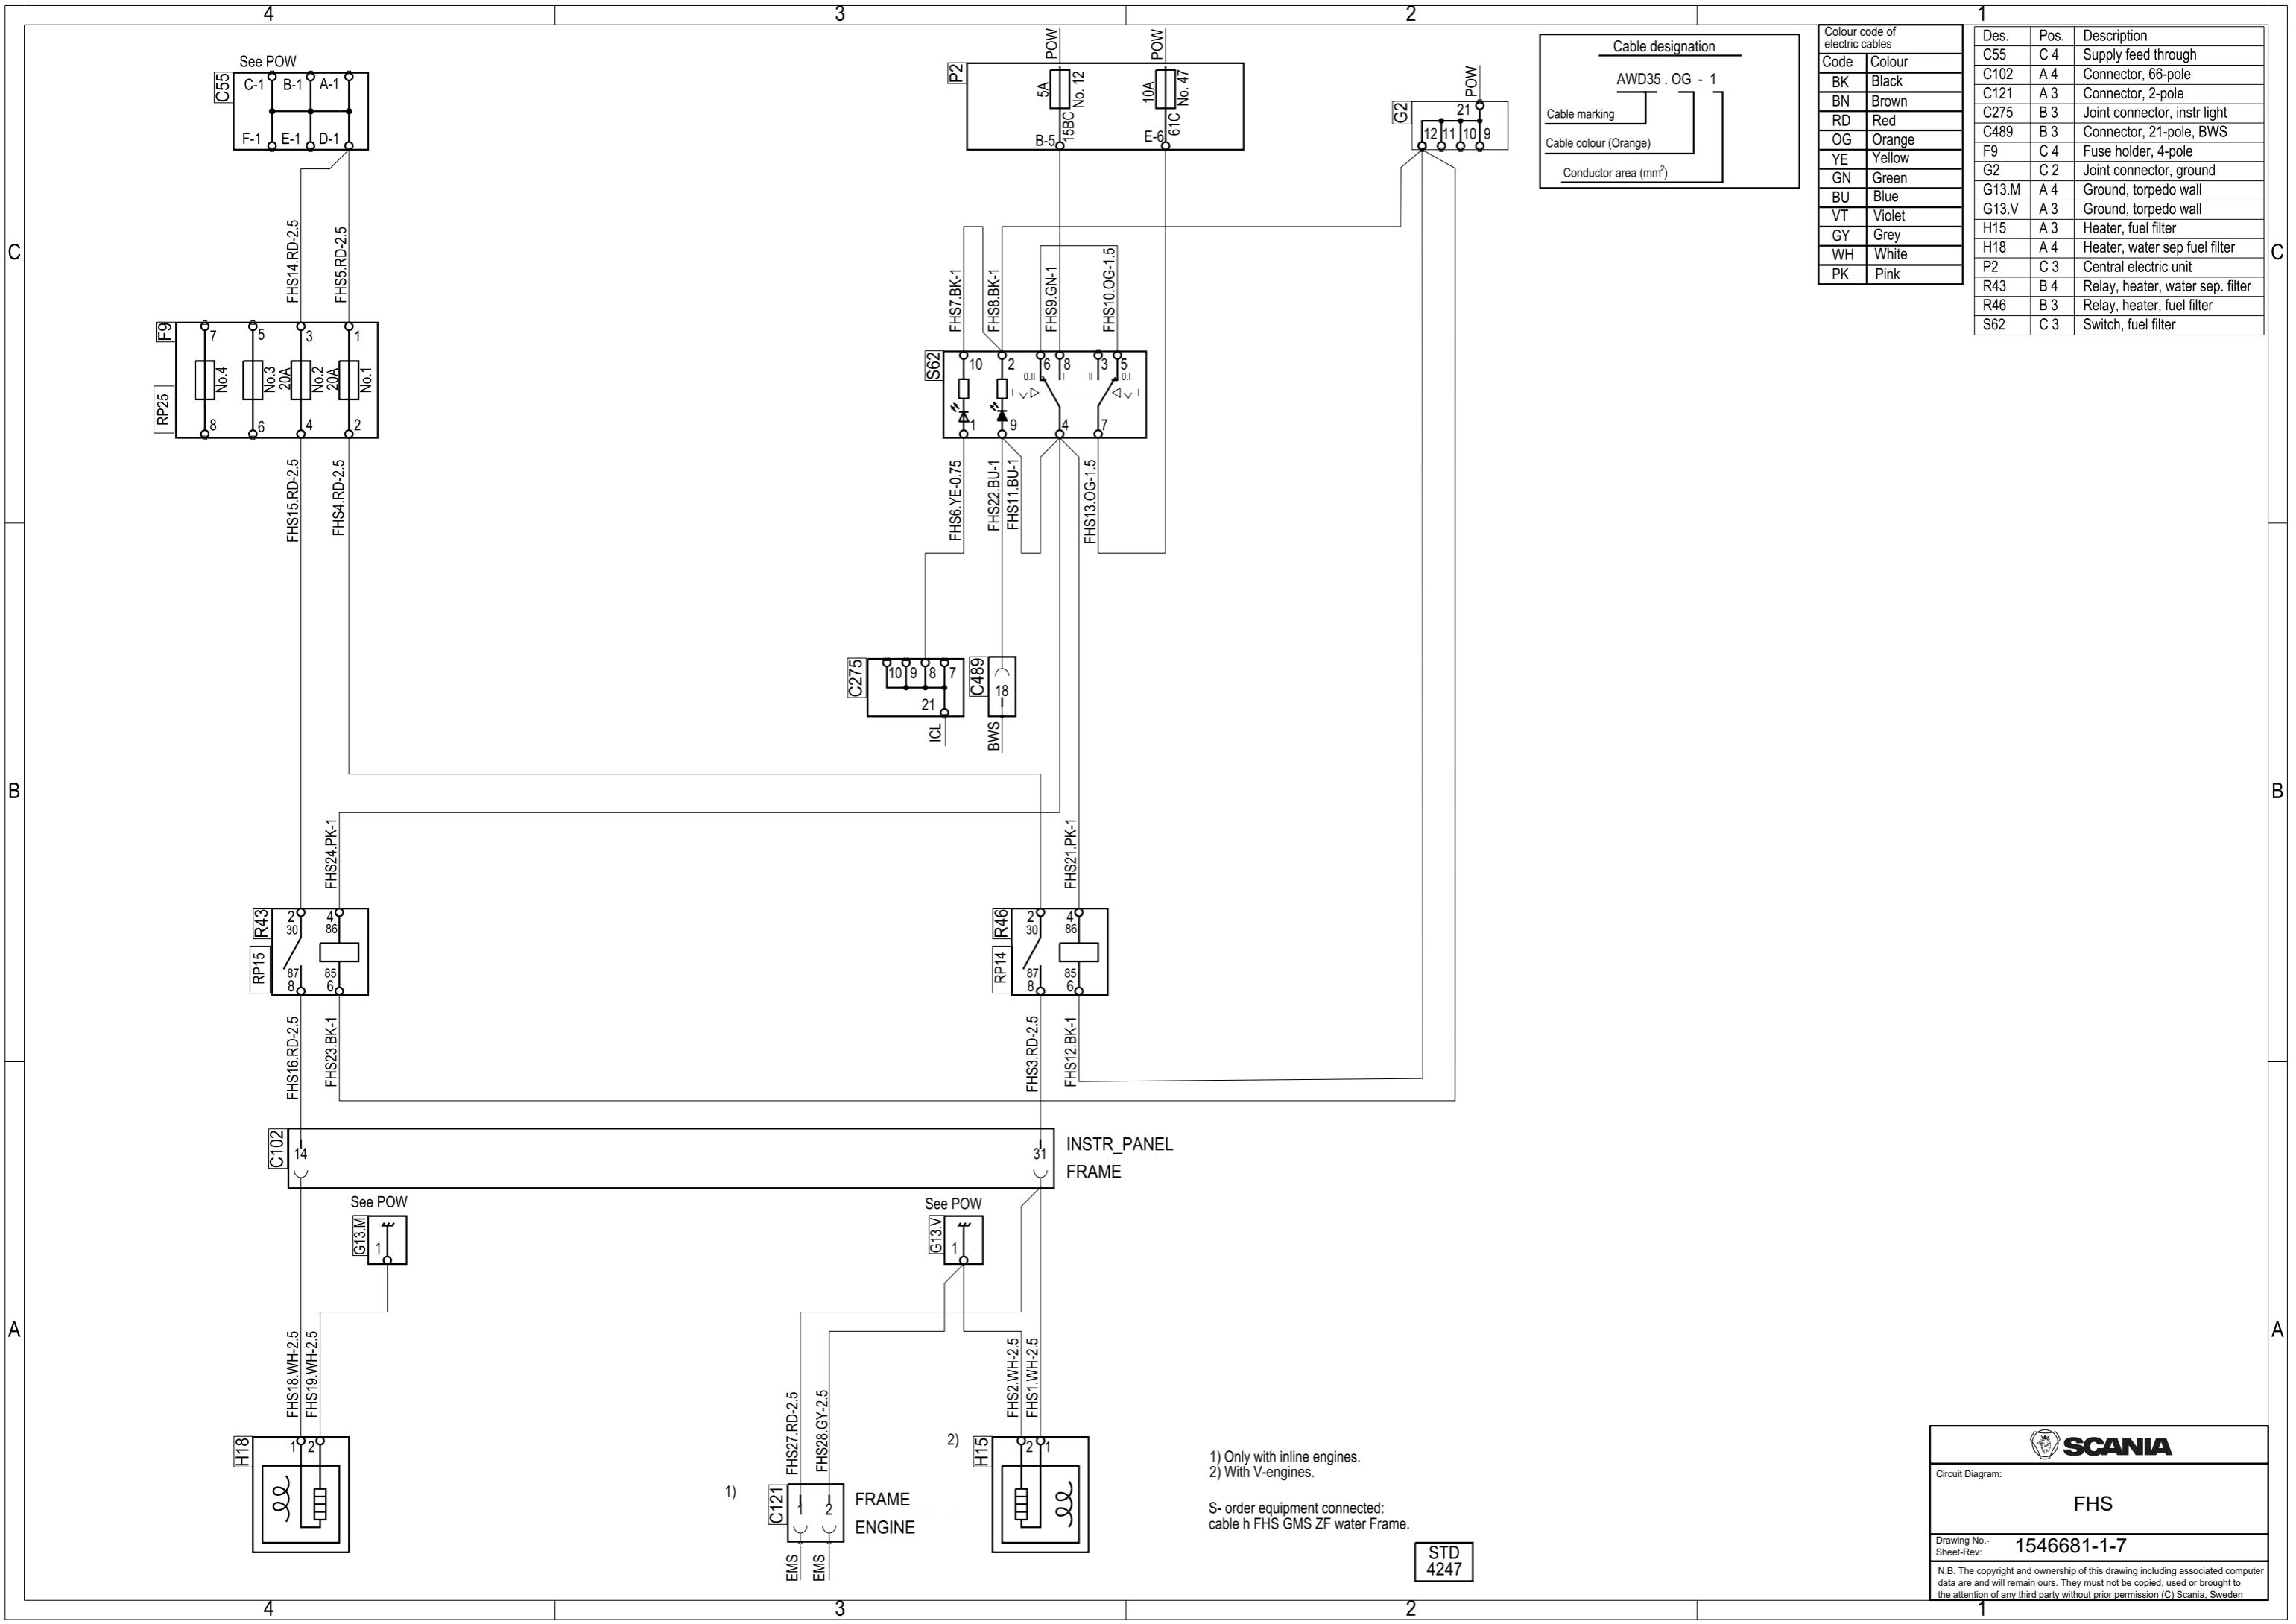 4 3 2 1
See POW
C55
C-1 B-1 A-1
F-1 E-1 D-1
FHS14.RD-2.5
FHS5.RD-2.5
F9
RP25
7 5 3 1
No.4
No.3
20A
No.2
20A
No.1
8 6 4 2
FHS15.RD-2.5
FHS4.RD-2.5
POW
POW
P2
5A
No. 12
10A
No. 47
15BC
61C
B-5
E-6
G2
POW
21
12 11 10 9
FHS7.BK-1
FHS8.BK-1
FHS9.GN-1
FHS10.OG-1.5
S62
10 2 6 8 3 5
0.II I II 0.I
I V V I
1 9 4 7
FHS6.YE-0.75
FHS22.BU-1
FHS11.BU-1
FHS13.OG-1.5
C275
10 9 8 7
21
ICL
C489
18
BWS
FHS24.PK-1
FHS21.PK-1
R43
RP15
2 4
30 86
87 85
8 6
R46
RP14
2 4
30 86
87 85
8 6
FHS16.RD-2.5
FHS23.BK-1
FHS3.RD-2.5
FHS12.BK-1
C102
14
31
INSTR_PANEL
FRAME
See POW
G13.M
1
See POW
G13.V
1
FHS18.WH-2.5
FHS19.WH-2.5
FHS27.RD-2.5
FHS28.GY-2.5
FHS2.WH-2.5
FHS1.WH-2.5
H18
1 2
1)
C121
1 2
FRAME
ENGINE
EMS
EMS
2)
H15
2 1
1) Only with inline engines.
2) With V-engines.
S- order equipment connected:
cable h FHS GMS ZF water Frame.
STD
4247
Cable designation
AWD35 . OG - 1
Cable marking
Cable colour (Orange)
Conductor area (mm²)
Colour code of
electric cables
Code Colour
BK Black
BN Brown
RD Red
OG Orange
YE Yellow
GN Green
BU Blue
VT Violet
GY Grey
WH White
PK Pink
Des. Pos. Description
C55 C 4 Supply feed through
C102 A 4 Connector, 66-pole
C121 A 3 Connector, 2-pole
C275 B 3 Joint connector, instr light
C489 B 3 Connector, 21-pole, BWS
F9 C 4 Fuse holder, 4-pole
G2 C 2 Joint connector, ground
G13.M A 4 Ground, torpedo wall
G13.V A 3 Ground, torpedo wall
H15 A 3 Heater, fuel filter
H18 A 4 Heater, water sep fuel filter
P2 C 3 Central electric unit
R43 B 4 Relay, heater, water sep. filter
R46 B 3 Relay, heater, fuel filter
S62 C 3 Switch, fuel filter
C C
B B
A A
SCANIA
Circuit Diagram:
FHS
Drawing No.-
Sheet-Rev:
1546681-1-7
N.B. The copyright and ownership of this drawing including associated computer
data are and will remain ours. They must not be copied, used or brought to
the attention of any third party without prior permission (C) Scania, Sweden
4 3 2 1